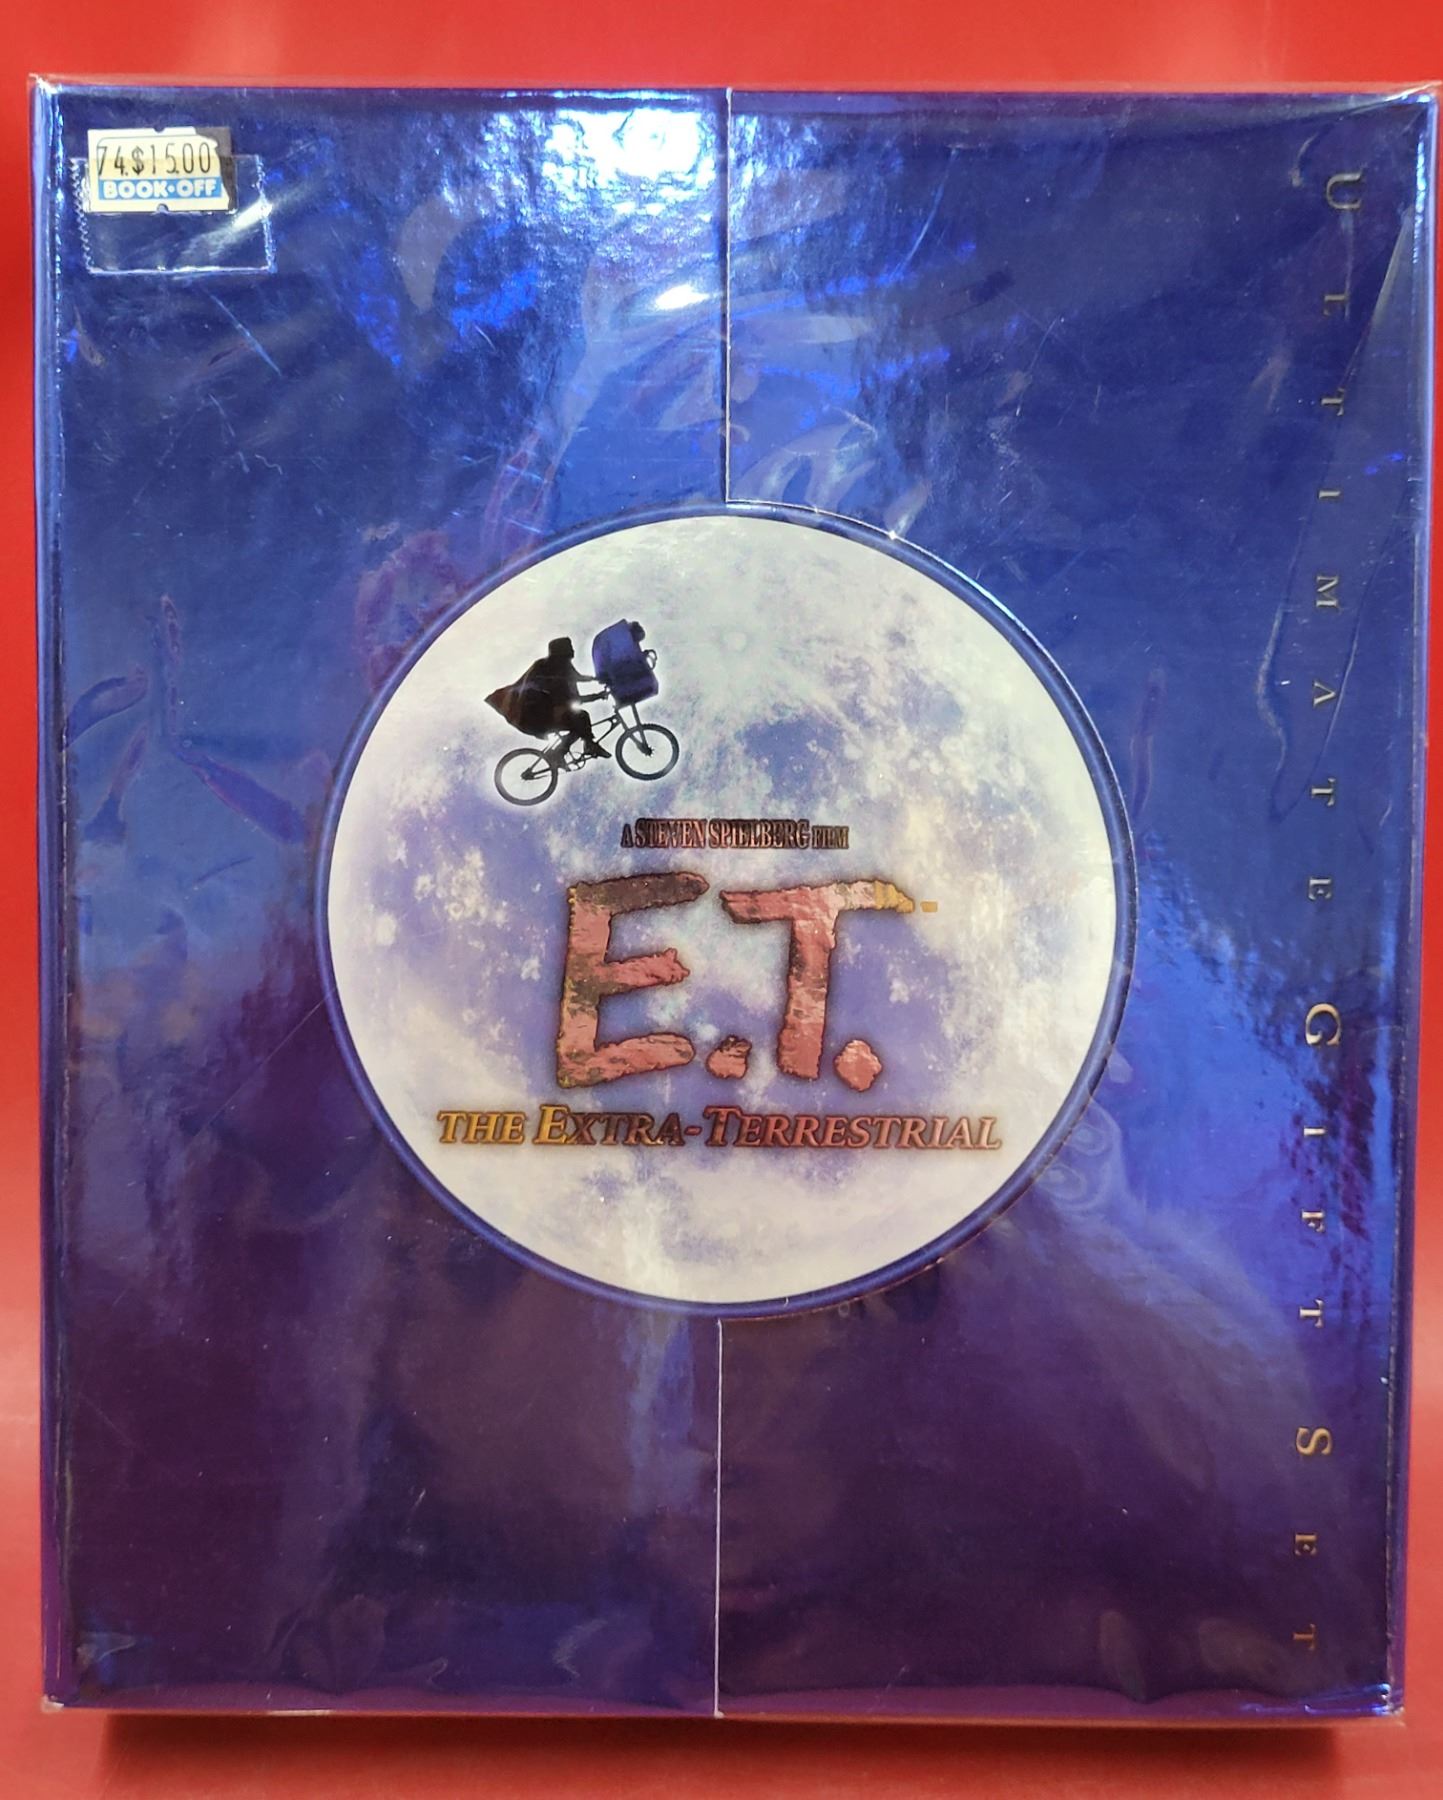 74.$15.00
BOOK·OFF
ULTIMATE GIFT SET
A STEVEN SPIELBERG FILM
E.T.
THE EXTRA-TERRESTRIAL